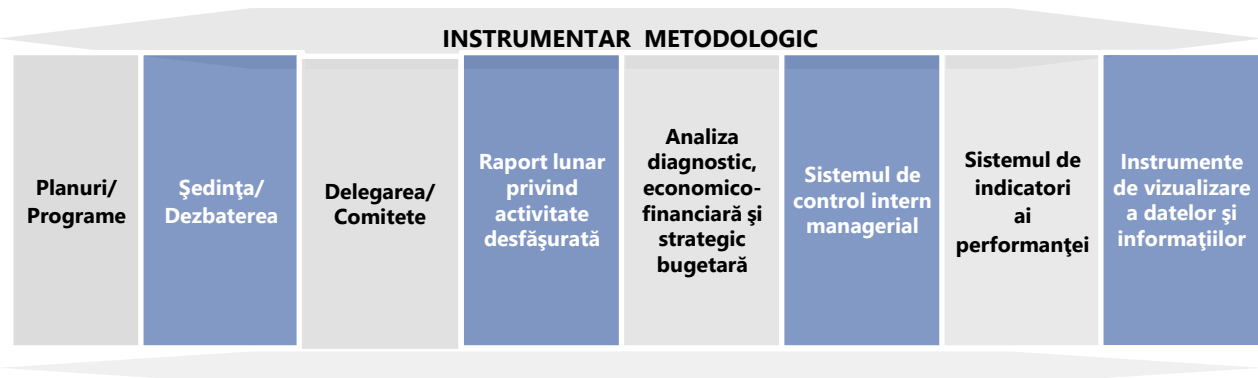 INSTRUMENTAR METODOLOGIC
Planuri/
Programe
Şedinţa/
Dezbaterea
Delegarea/
Comitete
Raport lunar
privind
activitate
desfăşurată
Analiza
diagnostic,
economico-
financiară şi
strategic
bugetară
Sistemul de
control intern
managerial
Sistemul de
indicatori
ai
performanţei
Instrumente
de vizualizare
a datelor şi
informaţiilor